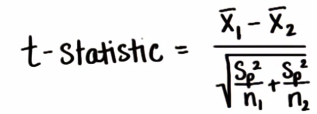 t-statistic = (x̄₁ - x̄₂) / √(Sp²/n₁ + Sp²/n₂)